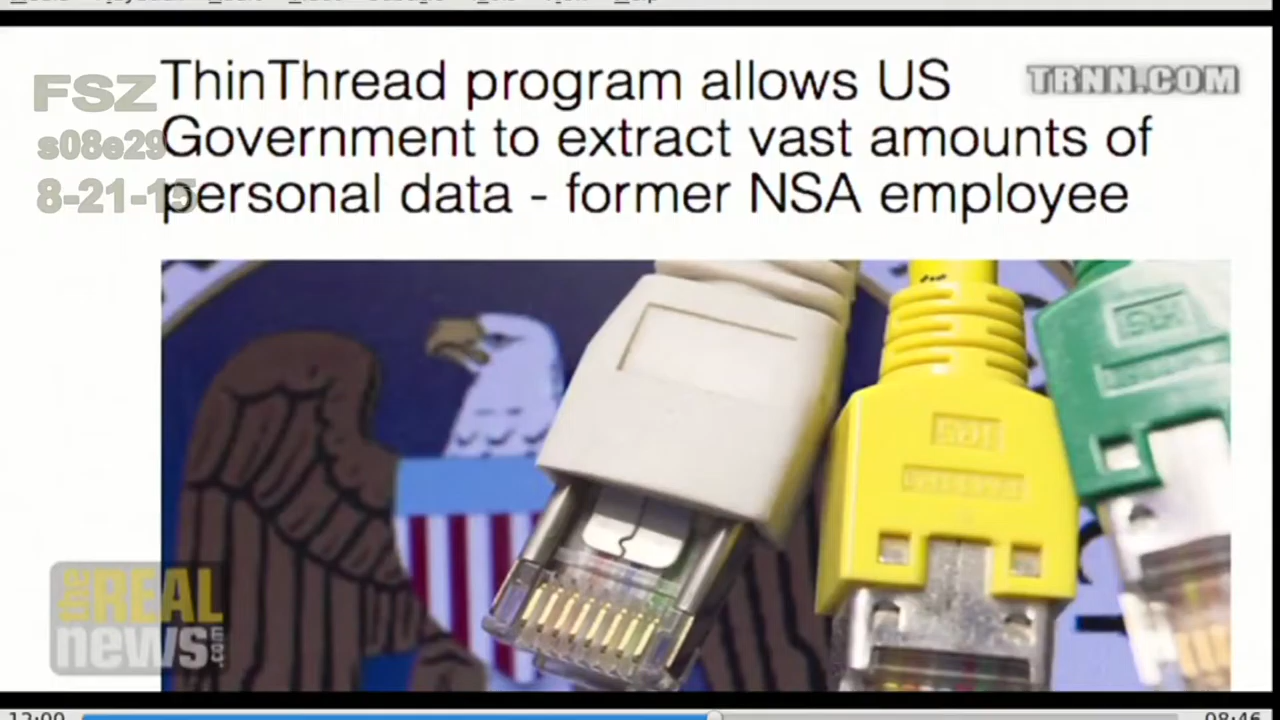 FSZ
s08e29
8-21-15
ThinThread program allows US
Government to extract vast amounts of
personal data - former NSA employee
TRNN.COM
the REAL
news.com
12:00
08:46